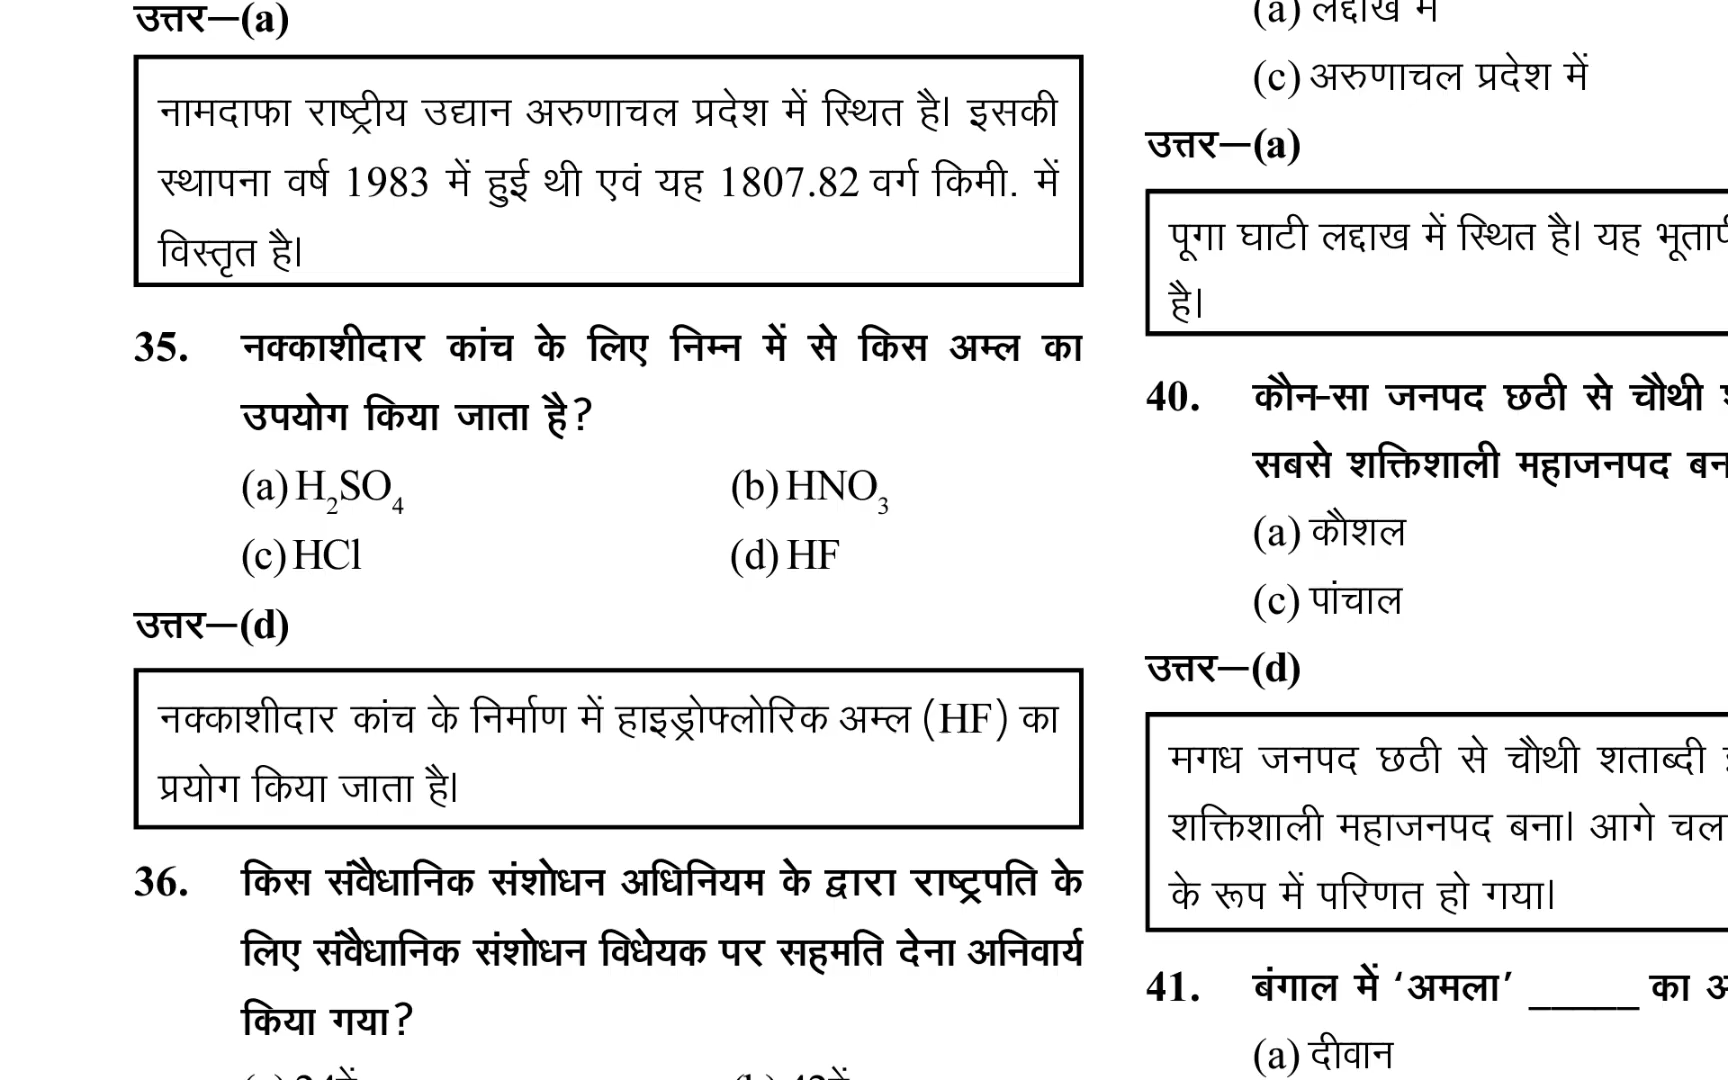 उत्तर—(a)
नामदाफा राष्ट्रीय उद्यान अरुणाचल प्रदेश में स्थित है। इसकी
स्थापना वर्ष 1983 में हुई थी एवं यह 1807.82 वर्ग किमी. में
विस्तृत है।
35. नक्काशीदार कांच के लिए निम्न में से किस अम्ल का
उपयोग किया जाता है?
(a) H₂SO₄ (b) HNO₃
(c) HCl (d) HF
उत्तर—(d)
नक्काशीदार कांच के निर्माण में हाइड्रोफ्लोरिक अम्ल (HF) का
प्रयोग किया जाता है।
36. किस संवैधानिक संशोधन अधिनियम के द्वारा राष्ट्रपति के
लिए संवैधानिक संशोधन विधेयक पर सहमति देना अनिवार्य
किया गया?
(a) लद्दाख में
(c) अरुणाचल प्रदेश में
उत्तर—(a)
पूगा घाटी लद्दाख में स्थित है। यह
है।
40. कौन-सा जनपद छठी से चौथी
सबसे शक्तिशाली महाजनपद
(a) कौशल
(c) पांचाल
उत्तर—(d)
मगध जनपद छठी से चौथी शताब्दी
शक्तिशाली महाजनपद बना। आगे चल
के रूप में परिणत हो गया।
41. बंगाल में ‘अमला’ _____ का
(a) दीवान